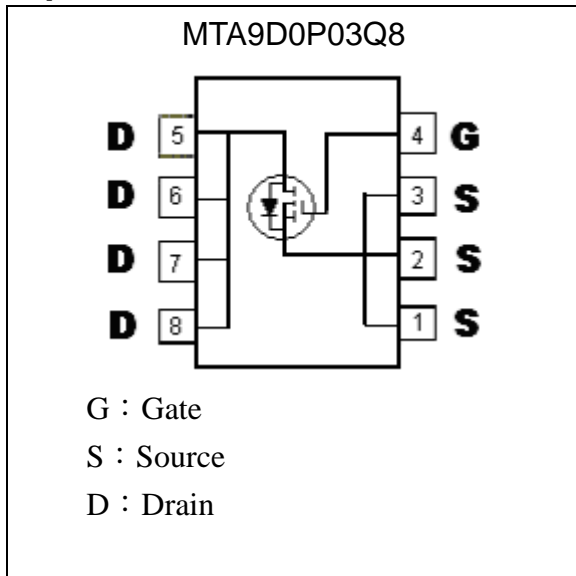 MTA9D0P03Q8
D 5 4 G
D 6 3 S
D 7 2 S
D 8 1 S
G：Gate
S：Source
D：Drain